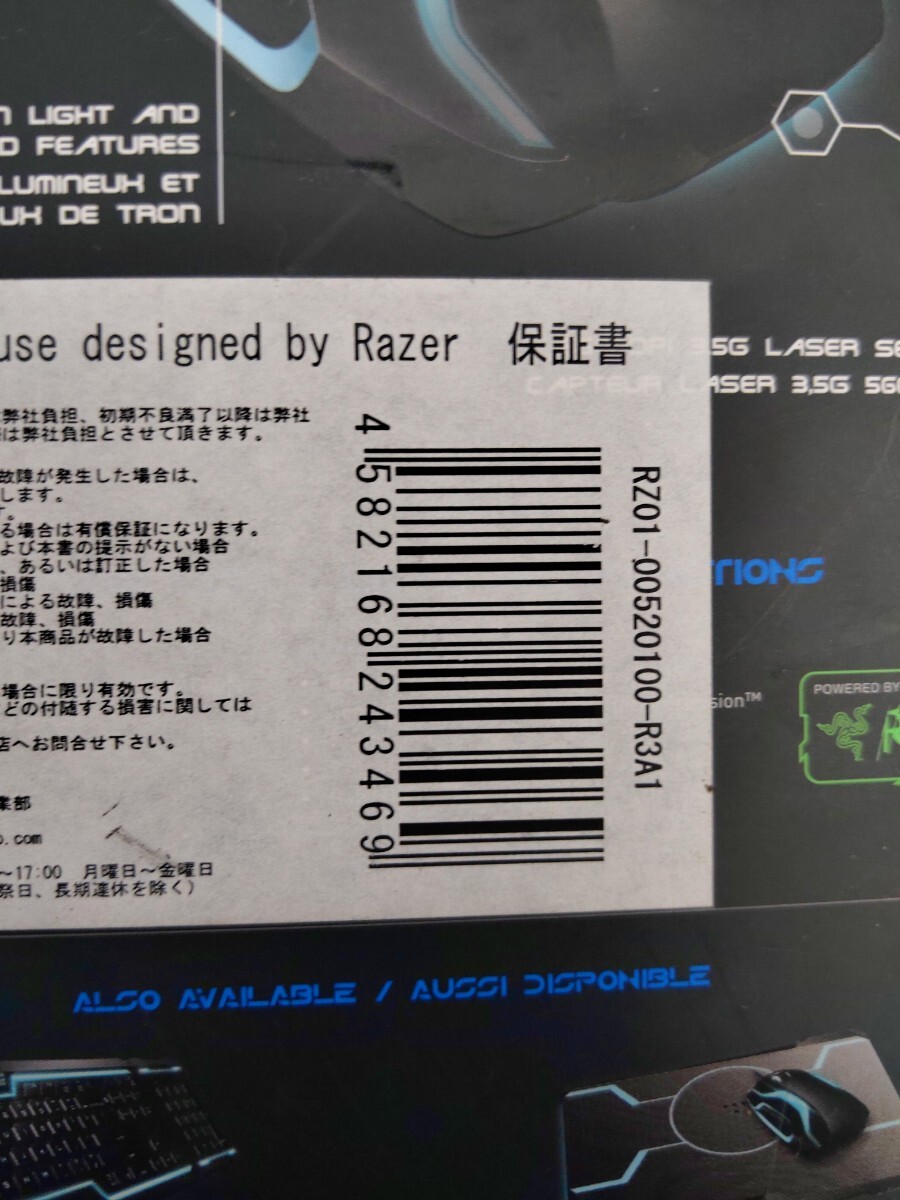 LIGHT AND
FEATURES
LUMINEUX ET
UX DE TRON
use designed by Razer 保証書
3.5G LASER SE
CAPTEUR LASER 3,5G 560
弊社負担、初期不良満了以降は弊社
は弊社負担とさせて頂きます。
故障が発生した場合は、
します。
す。
る場合は有償保証になります。
よび本書の提示がない場合
、あるいは訂正した場合
損傷
による故障、損傷
故障、損傷
り本商品が故障した場合
場合に限り有効です。
どの付随する損害に関しては
店へお問合せ下さい。
業部
o.com
～17:00 月曜日～金曜日
祭日、長期連休を除く）
4582168243469
RZ01-00520100-R3A1
TIONS
sion™
POWERED BY
ALSO AVAILABLE / AUSSI DISPONIBLE